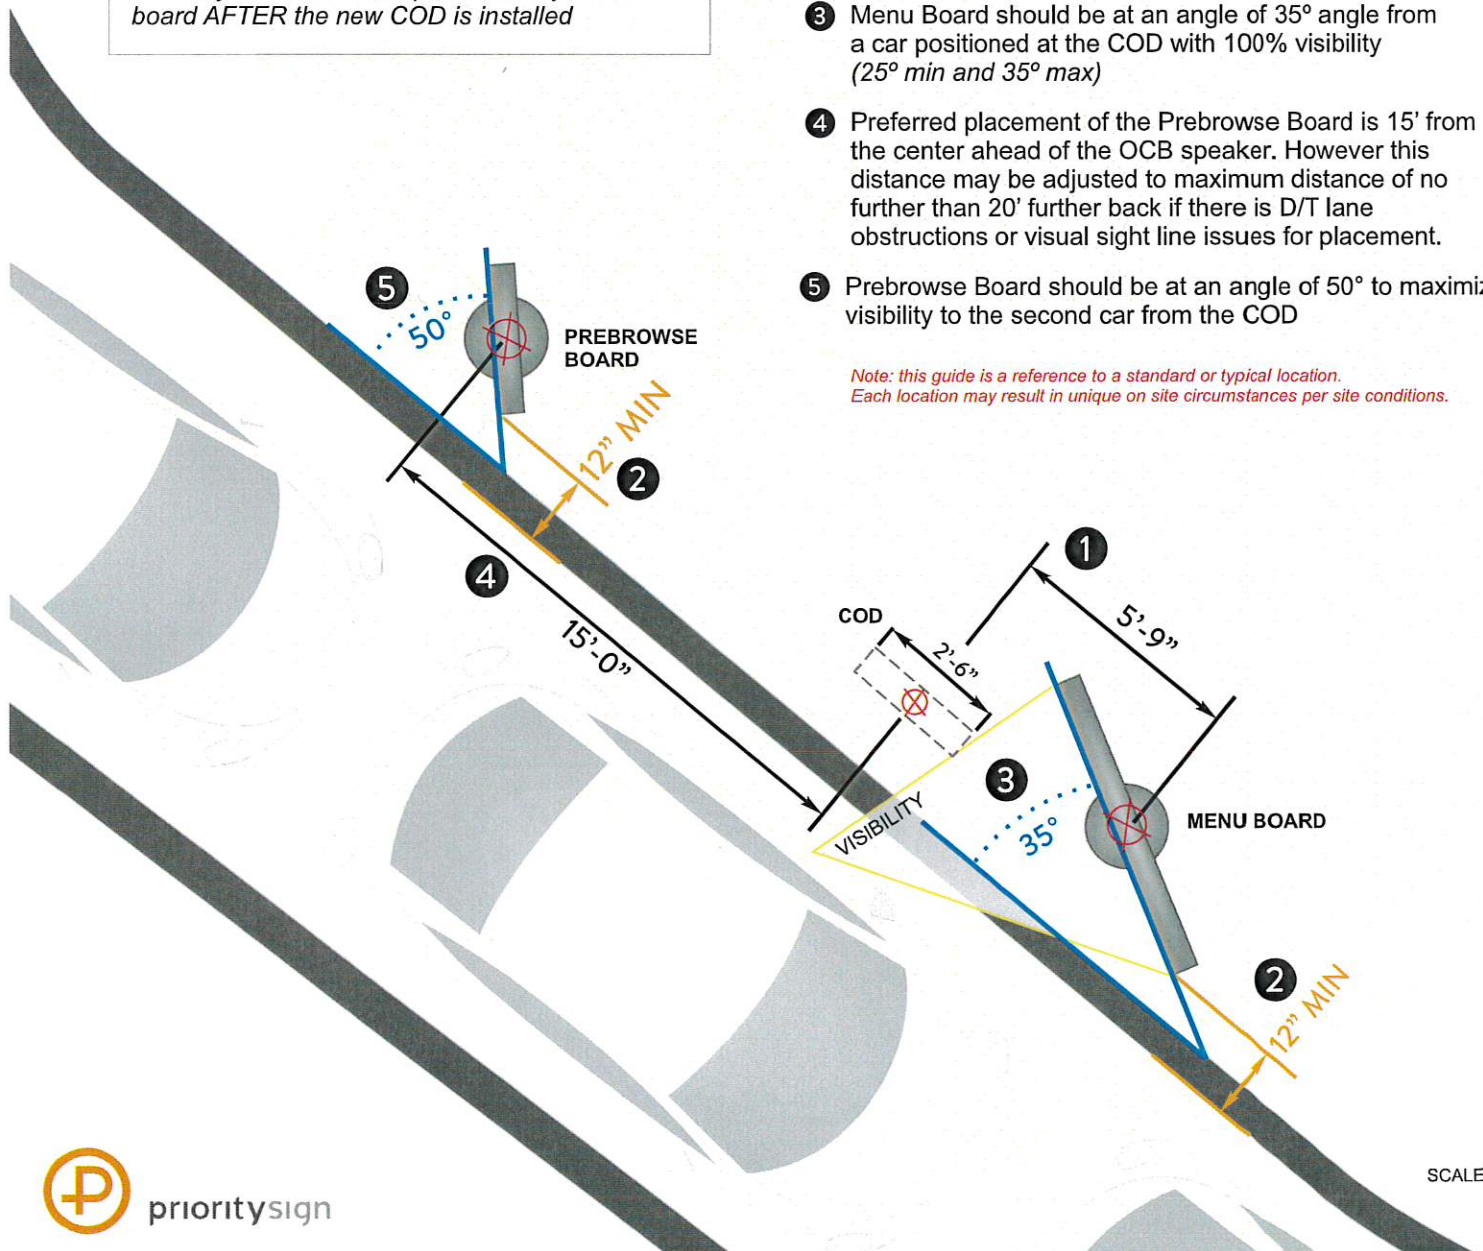 board AFTER the new COD is installed
3 Menu Board should be at an angle of 35º angle from
a car positioned at the COD with 100% visibility
(25º min and 35º max)
4 Preferred placement of the Prebrowse Board is 15' from
the center ahead of the OCB speaker. However this
distance may be adjusted to maximum distance of no
further than 20' further back if there is D/T lane
obstructions or visual sight line issues for placement.
5 Prebrowse Board should be at an angle of 50° to maximiz
visibility to the second car from the COD
Note: this guide is a reference to a standard or typical location.
Each location may result in unique on site circumstances per site conditions.
5
50°
PREBROWSE
BOARD
12” MIN
2
4
15’-0”
1
5’-9”
COD
2’-6”
3
35°
VISIBILITY
MENU BOARD
2
12” MIN
SCALE
P
prioritysign